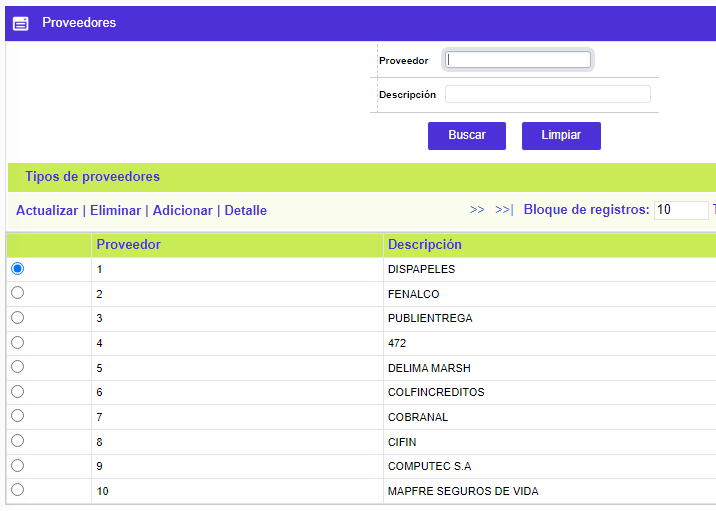 Proveedores
Proveedor
Descripción
Buscar Limpiar
Tipos de proveedores
Actualizar | Eliminar | Adicionar | Detalle >> >>| Bloque de registros: 10
Proveedor Descripción
1 DISPAPELES
2 FENALCO
3 PUBLIENTREGA
4 472
5 DELIMA MARSH
6 COLFINCREDITOS
7 COBRANAL
8 CIFIN
9 COMPUTEC S.A
10 MAPFRE SEGUROS DE VIDA